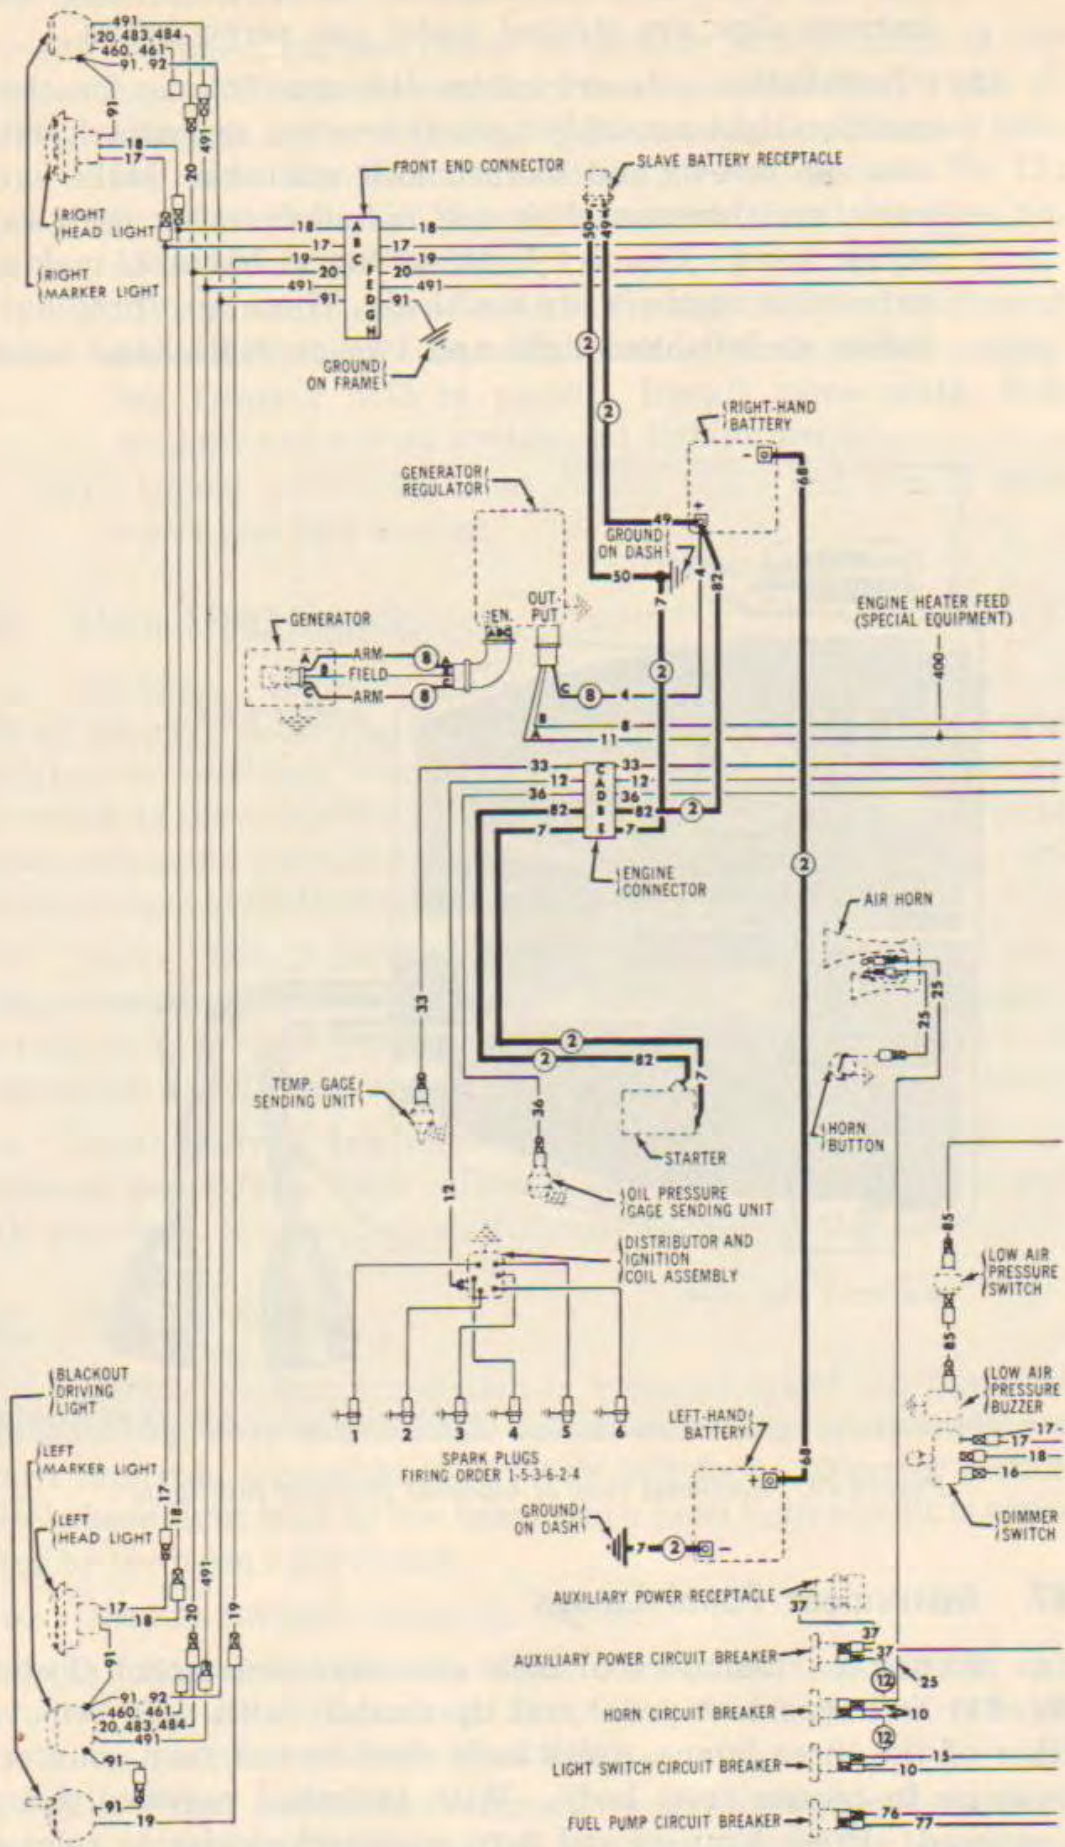 491
20, 483, 484
460, 461
91, 92
91
18
17
20
491
RIGHT
HEAD LIGHT
RIGHT
MARKER LIGHT
FRONT END CONNECTOR
18 A 18
17 B 17
19 C 19
20 F 20
491 E 491
91 D 91
G
H
GROUND
ON FRAME
SLAVE BATTERY RECEPTACLE
50
49
2
2
RIGHT-HAND
BATTERY
-
68
+
49
GROUND
ON DASH
4
82
50
7
GENERATOR
REGULATOR
OUT-
PUT
ABC
GENERATOR
A ARM 8 A
B FIELD
C ARM 8
C 8 4
B 8
A 11
2
ENGINE HEATER FEED
(SPECIAL EQUIPMENT)
400
33 C 33
12 A 12
36 D 36
82 B 82 2
7 E 7
ENGINE
CONNECTOR
2
AIR HORN
25
25
33
2
2 82
7
TEMP. GAGE
SENDING UNIT
36
HORN
BUTTON
STARTER
12
OIL PRESSURE
GAGE SENDING UNIT
DISTRIBUTOR AND
IGNITION
COIL ASSEMBLY
85
LOW AIR
PRESSURE
SWITCH
85
LOW AIR
PRESSURE
BUZZER
BLACKOUT
DRIVING
LIGHT
1 2 3 4 5 6
SPARK PLUGS
FIRING ORDER 1-5-3-6-2-4
LEFT-HAND
BATTERY
17
17
18
16
DIMMER
SWITCH
LEFT
MARKER LIGHT
+
68
17
18
491
LEFT
HEAD LIGHT
GROUND
ON DASH
7 2 -
17
18
20
19
91
AUXILIARY POWER RECEPTACLE
37
37
AUXILIARY POWER CIRCUIT BREAKER
37
25
12
91, 92
460, 461
20, 483, 484
491
HORN CIRCUIT BREAKER
10
12
91
LIGHT SWITCH CIRCUIT BREAKER
15
10
91
19
FUEL PUMP CIRCUIT BREAKER
76
77